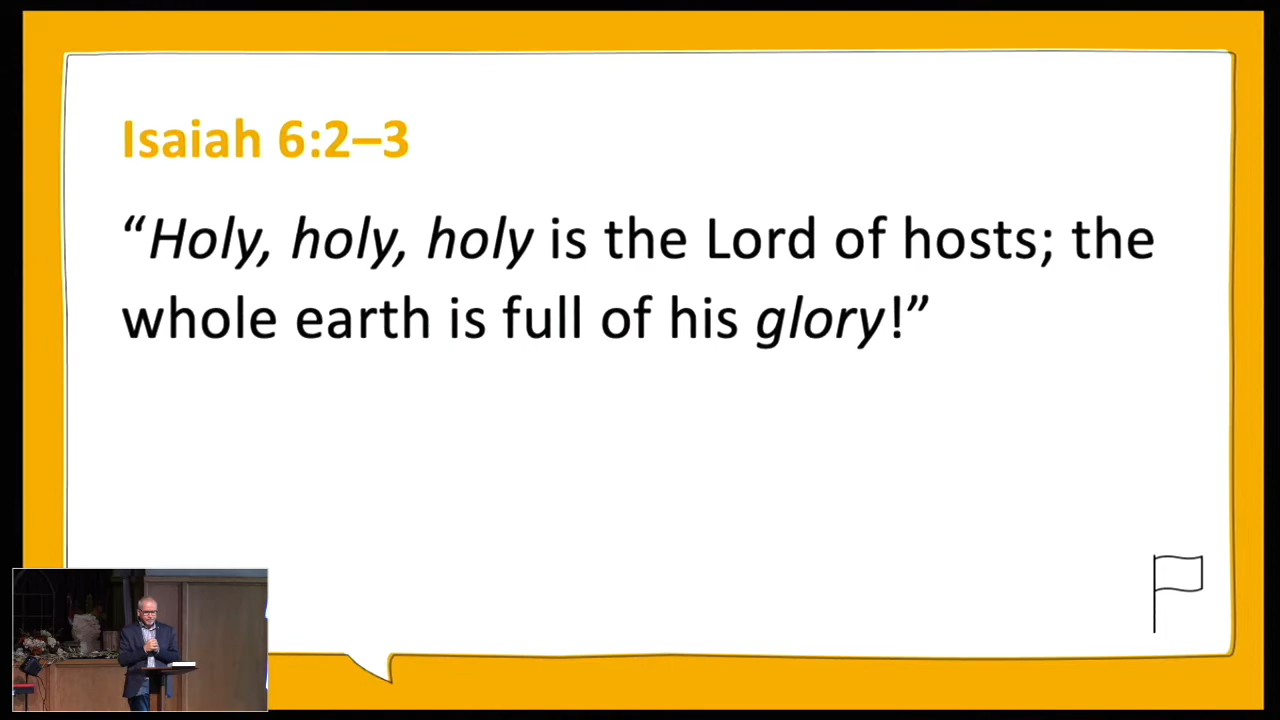 Isaiah 6:2–3
“Holy, holy, holy is the Lord of hosts; the
whole earth is full of his glory!”